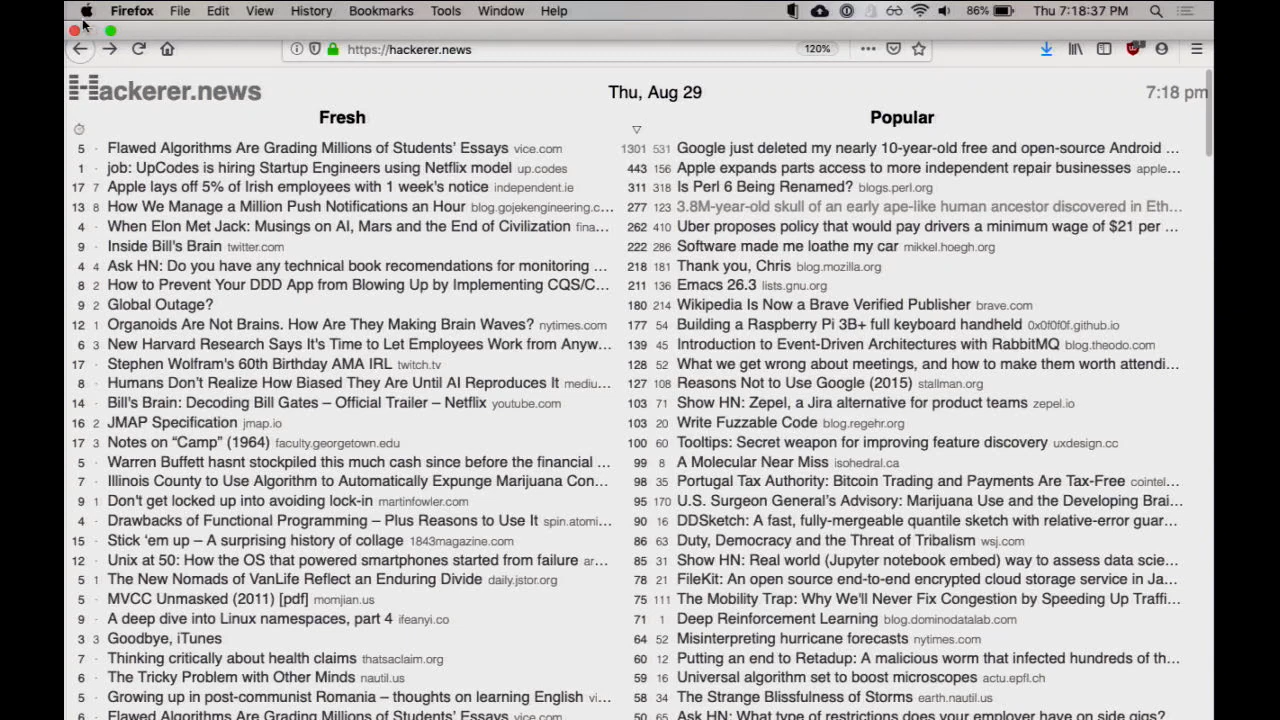 Firefox File Edit View History Bookmarks Tools Window Help 86% Thu 7:18:37 PM
https://hackerer.news 120%
Hackerer.news Thu, Aug 29 7:18 pm
Fresh
5 · Flawed Algorithms Are Grading Millions of Students' Essays vice.com
1 · job: UpCodes is hiring Startup Engineers using Netflix model up.codes
17 7 Apple lays off 5% of Irish employees with 1 week's notice independent.ie
13 8 How We Manage a Million Push Notifications an Hour blog.gojekengineering.c...
4 · When Elon Met Jack: Musings on AI, Mars and the End of Civilization fina...
9 · Inside Bill's Brain twitter.com
4 4 Ask HN: Do you have any technical book recomendations for monitoring ...
8 2 How to Prevent Your DDD App from Blowing Up by Implementing CQS/C...
9 2 Global Outage?
12 1 Organoids Are Not Brains. How Are They Making Brain Waves? nytimes.com
6 3 New Harvard Research Says It's Time to Let Employees Work from Anyw...
17 · Stephen Wolfram's 60th Birthday AMA IRL twitch.tv
8 · Humans Don't Realize How Biased They Are Until AI Reproduces It mediu...
14 · Bill's Brain: Decoding Bill Gates – Official Trailer – Netflix youtube.com
16 2 JMAP Specification jmap.io
17 3 Notes on “Camp” (1964) faculty.georgetown.edu
5 · Warren Buffett hasnt stockpiled this much cash since before the financial ...
7 · Illinois County to Use Algorithm to Automatically Expunge Marijuana Con...
9 1 Don't get locked up into avoiding lock-in martinfowler.com
4 · Drawbacks of Functional Programming – Plus Reasons to Use It spin.atomi...
15 · Stick 'em up – A surprising history of collage 1843magazine.com
12 · Unix at 50: How the OS that powered smartphones started from failure ar...
5 1 The New Nomads of VanLife Reflect an Enduring Divide daily.jstor.org
5 · MVCC Unmasked (2011) [pdf] momjian.us
9 · A deep dive into Linux namespaces, part 4 ifeanyi.co
3 3 Goodbye, iTunes
7 · Thinking critically about health claims thatsaclaim.org
6 · The Tricky Problem with Other Minds nautil.us
5 · Growing up in post-communist Romania – thoughts on learning English vi...
6 · Flawed Algorithms Are Grading Millions of Students' Essays vice.com
Popular
1301 531 Google just deleted my nearly 10-year-old free and open-source Android ...
443 156 Apple expands parts access to more independent repair businesses apple...
311 318 Is Perl 6 Being Renamed? blogs.perl.org
277 123 3.8M-year-old skull of an early ape-like human ancestor discovered in Eth...
262 410 Uber proposes policy that would pay drivers a minimum wage of $21 per ...
222 286 Software made me loathe my car mikkel.hoegh.org
218 181 Thank you, Chris blog.mozilla.org
211 136 Emacs 26.3 lists.gnu.org
180 214 Wikipedia Is Now a Brave Verified Publisher brave.com
177 54 Building a Raspberry Pi 3B+ full keyboard handheld 0x0f0f0f.github.io
139 45 Introduction to Event-Driven Architectures with RabbitMQ blog.theodo.com
128 52 What we get wrong about meetings, and how to make them worth attendi...
127 108 Reasons Not to Use Google (2015) stallman.org
103 71 Show HN: Zepel, a Jira alternative for product teams zepel.io
103 20 Write Fuzzable Code blog.regehr.org
100 60 Tooltips: Secret weapon for improving feature discovery uxdesign.cc
99 8 A Molecular Near Miss isohedral.ca
98 35 Portugal Tax Authority: Bitcoin Trading and Payments Are Tax-Free cointel...
95 170 U.S. Surgeon General's Advisory: Marijuana Use and the Developing Brai...
90 16 DDSketch: A fast, fully-mergeable quantile sketch with relative-error guar...
86 63 Duty, Democracy and the Threat of Tribalism wsj.com
85 31 Show HN: Real world (Jupyter notebook embed) way to assess data scie...
78 21 FileKit: An open source end-to-end encrypted cloud storage service in Ja...
75 111 The Mobility Trap: Why We'll Never Fix Congestion by Speeding Up Traffi...
71 1 Deep Reinforcement Learning blog.dominodatalab.com
64 52 Misinterpreting hurricane forecasts nytimes.com
60 12 Putting an end to Retadup: A malicious worm that infected hundreds of th...
59 16 Universal algorithm set to boost microscopes actu.epfl.ch
58 34 The Strange Blissfulness of Storms earth.nautil.us
50 65 Ask HN: What type of restrictions does your employer have on side gigs?